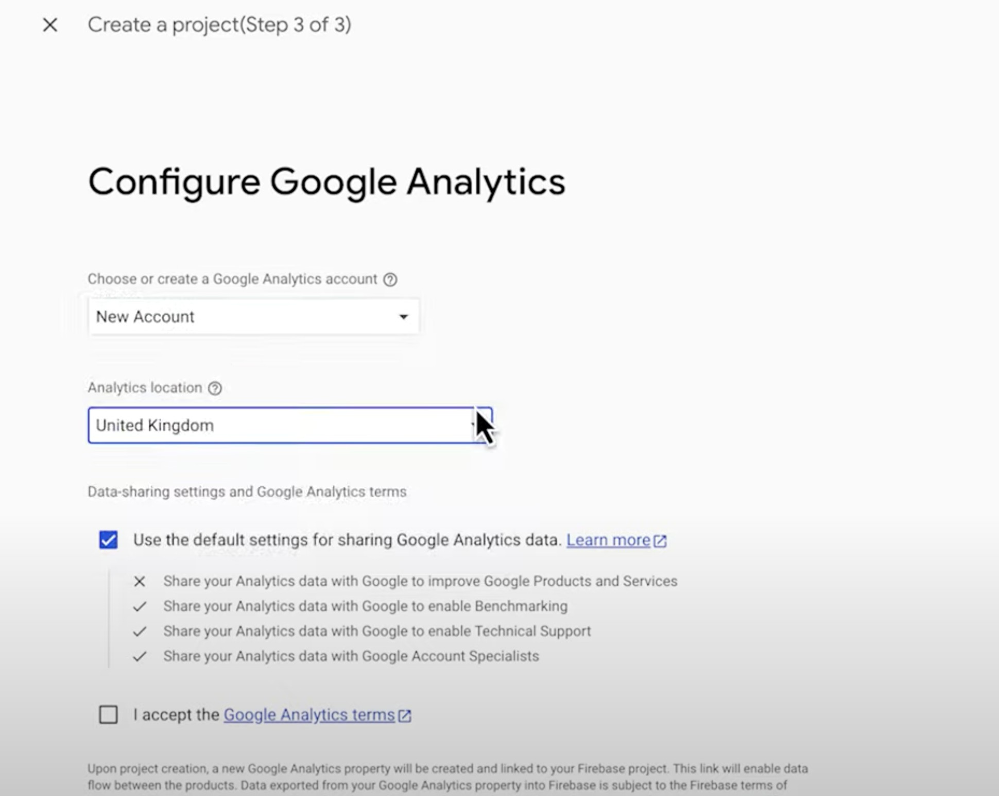 Create a project(Step 3 of 3)
Configure Google Analytics
Choose or create a Google Analytics account
New Account
Analytics location
United Kingdom
Data-sharing settings and Google Analytics terms
Use the default settings for sharing Google Analytics data. Learn more
Share your Analytics data with Google to improve Google Products and Services
Share your Analytics data with Google to enable Benchmarking
Share your Analytics data with Google to enable Technical Support
Share your Analytics data with Google Account Specialists
I accept the Google Analytics terms
Upon project creation, a new Google Analytics property will be created and linked to your Firebase project. This link will enable data
flow between the products. Data exported from your Google Analytics property into Firebase is subject to the Firebase terms of